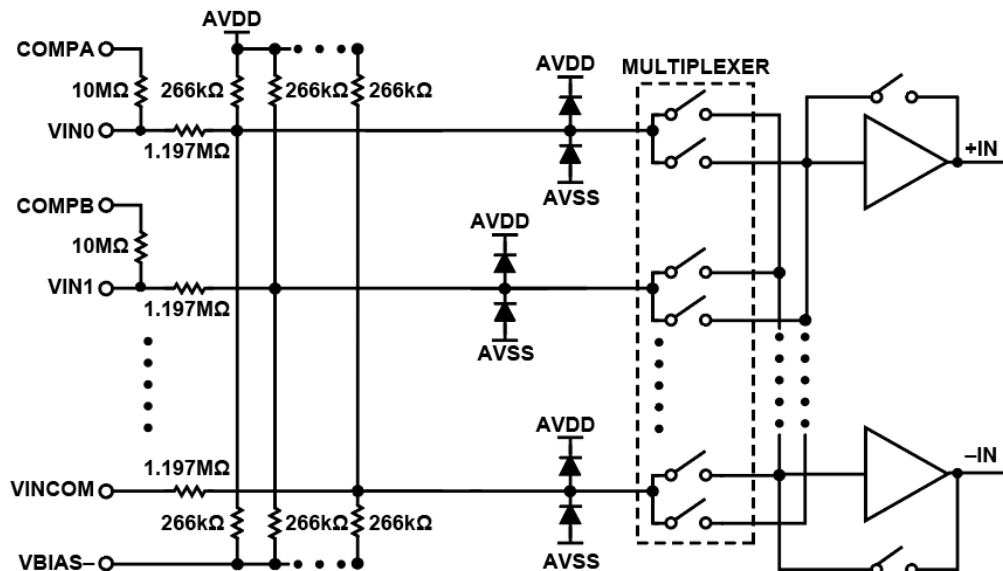 AVDD
COMPA
AVDD
MULTIPLEXER
10MΩ
266kΩ
266kΩ
266kΩ
VIN0
+IN
1.197MΩ
AVSS
COMPB
AVDD
10MΩ
VIN1
1.197MΩ
AVSS
AVDD
1.197MΩ
–IN
VINCOM
266kΩ
266kΩ
266kΩ
AVSS
VBIAS–